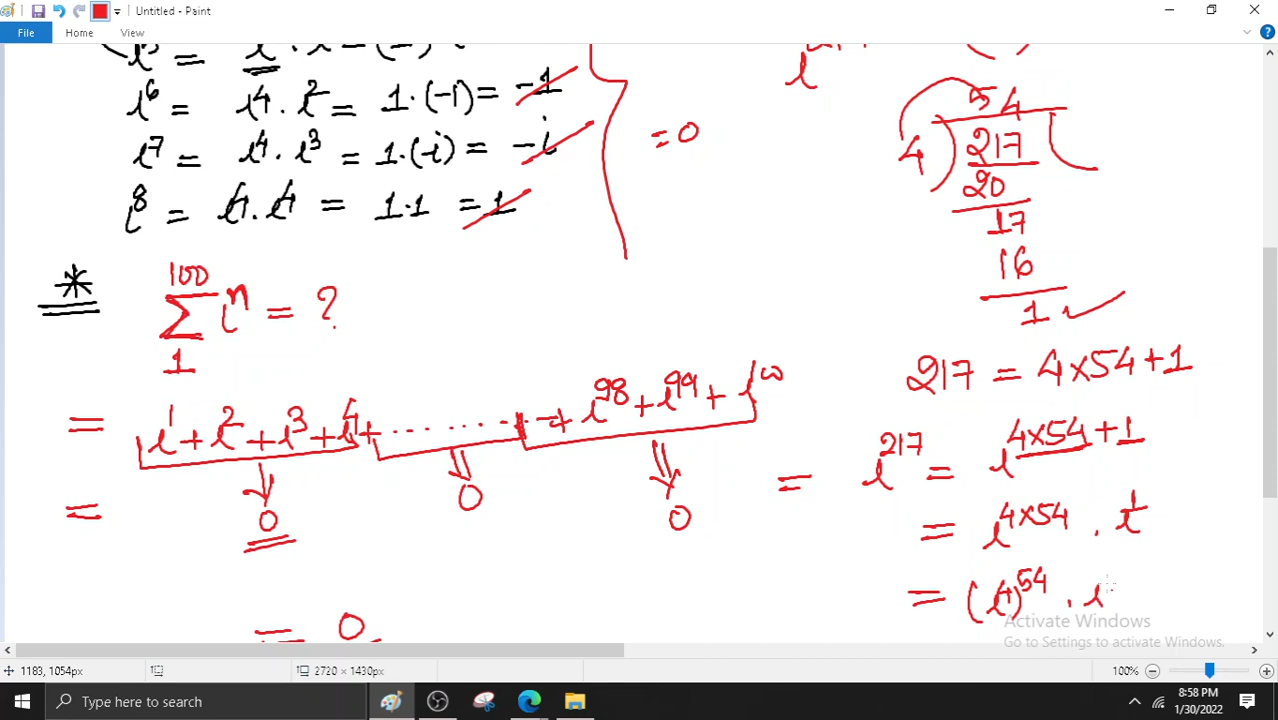 Untitled - Paint
File Home View
i⁶ = i⁴ · i² = 1·(-i) = -1
i⁷ = i⁴ · i³ = 1·(-i) = -i
i⁸ = i⁴ · i⁴ = 1·1 = 1
= 0
54
4 ) 217 (
20
17
16
1 ✓
217 = 4×54+1
i²¹⁷ = i^(4×54+1)
= i^(4×54) · i¹
= (i⁴)⁵⁴ · i
* 100
Σ iⁿ = ?
1
= i¹ + i² + i³ + i⁴ + ........ + i⁹⁸ + i⁹⁹ + i¹⁰⁰
= 0 0 0 =
= 0
Activate Windows
Go to Settings to activate Windows.
1183, 1054px 2720 × 1430px 100%
Type here to search 8:58 PM
1/30/2022